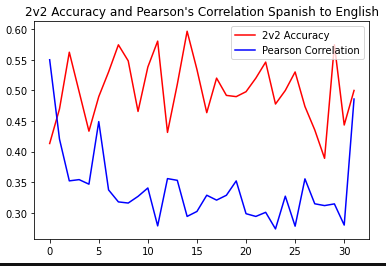 2v2 Accuracy and Pearson's Correlation Spanish to English
2v2 Accuracy
Pearson Correlation
0.60
0.55
0.50
0.45
0.40
0.35
0.30
0 5 10 15 20 25 30